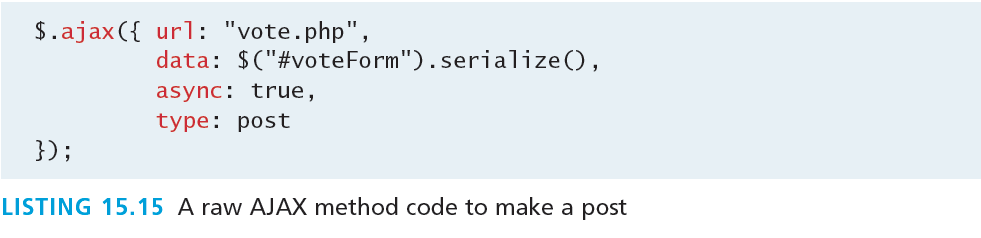 $.ajax({ url: "vote.php",
data: $("#voteForm").serialize(),
async: true,
type: post
});
LISTING 15.15 A raw AJAX method code to make a post